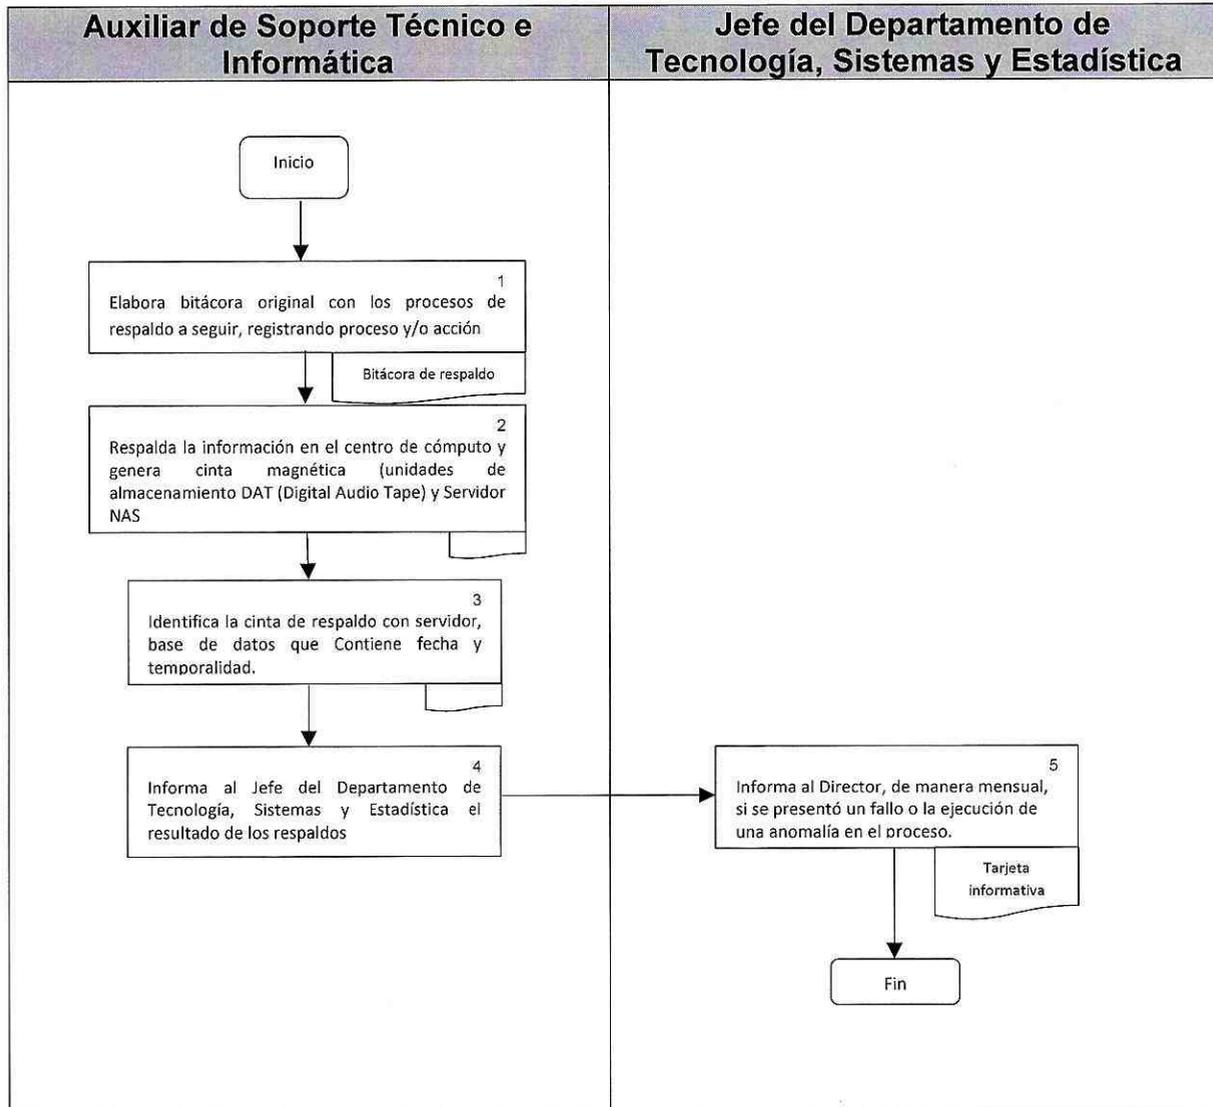 Auxiliar de Soporte Técnico e
Informática
Jefe del Departamento de
Tecnología, Sistemas y Estadística
Inicio
1
Elabora bitácora original con los procesos de
respaldo a seguir, registrando proceso y/o acción
Bitácora de respaldo
2
Respalda la información en el centro de cómputo y
genera cinta magnética (unidades de
almacenamiento DAT (Digital Audio Tape) y Servidor
NAS
3
Identifica la cinta de respaldo con servidor,
base de datos que Contiene fecha y
temporalidad.
4
Informa al Jefe del Departamento de
Tecnología, Sistemas y Estadística el
resultado de los respaldos
5
Informa al Director, de manera mensual,
si se presentó un fallo o la ejecución de
una anomalía en el proceso.
Tarjeta
informativa
Fin